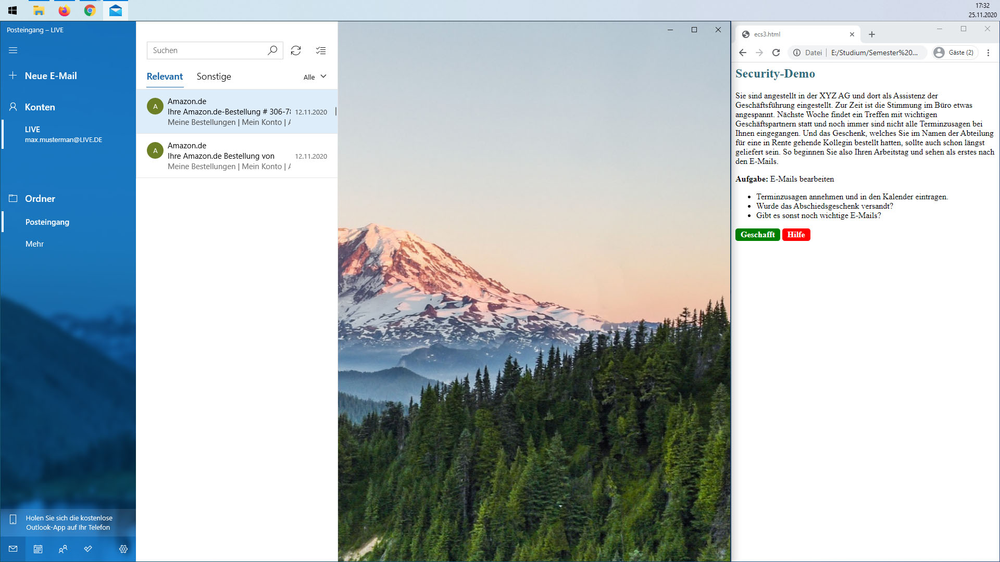 17:32
25.11.2020
Posteingang – LIVE
Neue E-Mail
Konten
LIVE
max.musterman@LIVE.DE
Ordner
Posteingang
Mehr
Holen Sie sich die kostenlose
Outlook-App auf Ihr Telefon
Suchen
Relevant Sonstige Alle
A
Amazon.de
Ihre Amazon.de-Bestellung # 306-78 12.11.2020
Meine Bestellungen | Mein Konto | A
A
Amazon.de
Ihre Amazon.de Bestellung von 12.11.2020
Meine Bestellungen | Mein Konto | A
ecs3.html
Datei E:/Studium/Semester%20... Gäste (2)
Security-Demo
Sie sind angestellt in der XYZ AG und dort als Assistenz der
Geschäftsführung eingestellt. Zur Zeit ist die Stimmung im Büro etwas
angespannt. Nächste Woche findet ein Treffen mit wichtigen
Geschäftspartnern statt und noch immer sind nicht alle Terminzusagen bei
Ihnen eingegangen. Und das Geschenk, welches Sie im Namen der Abteilung
für eine in Rente gehende Kollegin bestellt hatten, sollte auch schon längst
geliefert sein. So beginnen Sie also Ihren Arbeitstag und sehen als erstes nach
den E-Mails.
Aufgabe: E-Mails bearbeiten
• Terminzusagen annehmen und in den Kalender eintragen.
• Wurde das Abschiedsgeschenk versandt?
• Gibt es sonst noch wichtige E-Mails?
Geschafft Hilfe